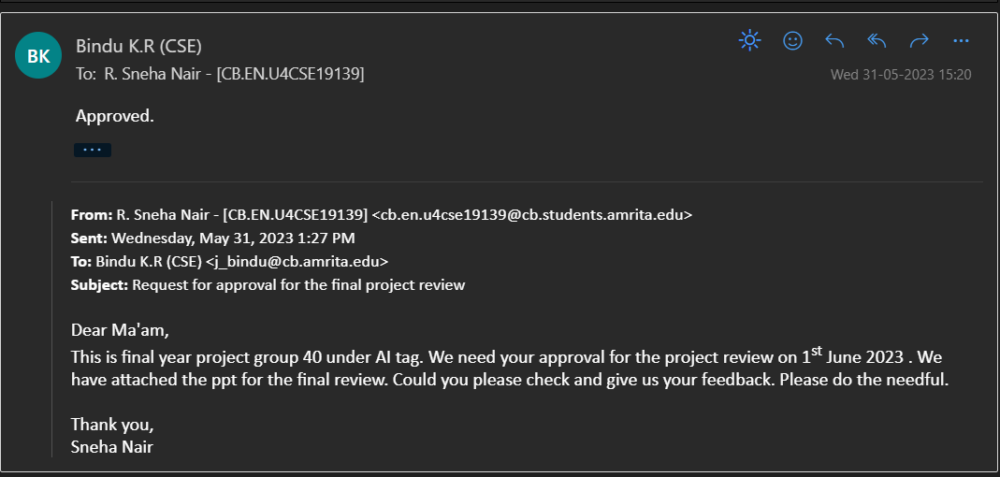 BK
Bindu K.R (CSE)
To: R. Sneha Nair - [CB.EN.U4CSE19139]
Wed 31-05-2023 15:20
Approved.
From: R. Sneha Nair - [CB.EN.U4CSE19139] <cb.en.u4cse19139@cb.students.amrita.edu>
Sent: Wednesday, May 31, 2023 1:27 PM
To: Bindu K.R (CSE) <j_bindu@cb.amrita.edu>
Subject: Request for approval for the final project review
Dear Ma'am,
This is final year project group 40 under AI tag. We need your approval for the project review on 1st June 2023 . We
have attached the ppt for the final review. Could you please check and give us your feedback. Please do the needful.
Thank you,
Sneha Nair